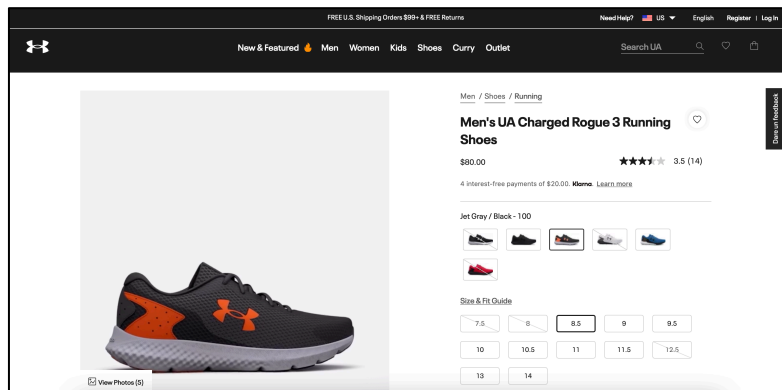 FREE U.S. Shipping Orders $99+ & FREE Returns
Need Help? US English Register | Log In
New & Featured Men Women Kids Shoes Curry Outlet
Search UA
Men / Shoes / Running
Men's UA Charged Rogue 3 Running
Shoes
$80.00
3.5 (14)
4 interest-free payments of $20.00. Klarna. Learn more
Jet Gray / Black - 100
Size & Fit Guide
7.5 8 8.5 9 9.5
10 10.5 11 11.5 12.5
13 14
View Photos (5)
Dare un feedback